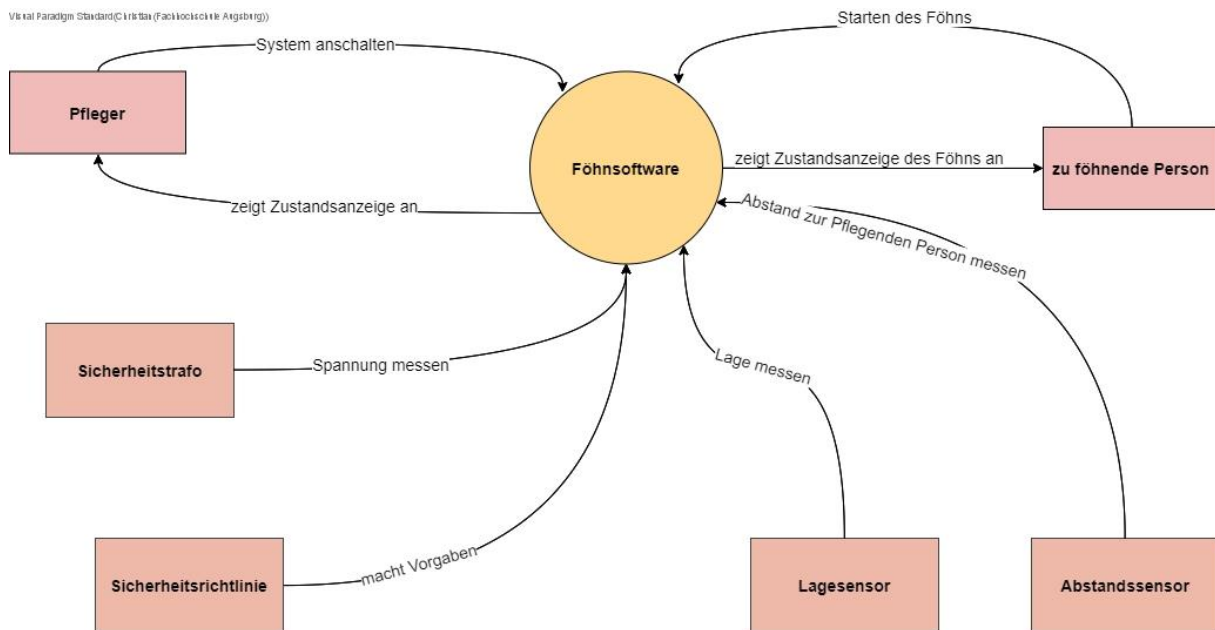 Visual Paradigm Standard(Christian(Fachhochschule Augsburg))
Starten des Föhns
System anschalten
Pfleger
Föhnsoftware
zeigt Zustandsanzeige des Föhns an
zu föhnende Person
zeigt Zustandsanzeige an
Abstand zur Pflegenden Person messen
Sicherheitstrafo
Spannung messen
Lage messen
Sicherheitsrichtlinie
macht Vorgaben
Lagesensor
Abstandssensor